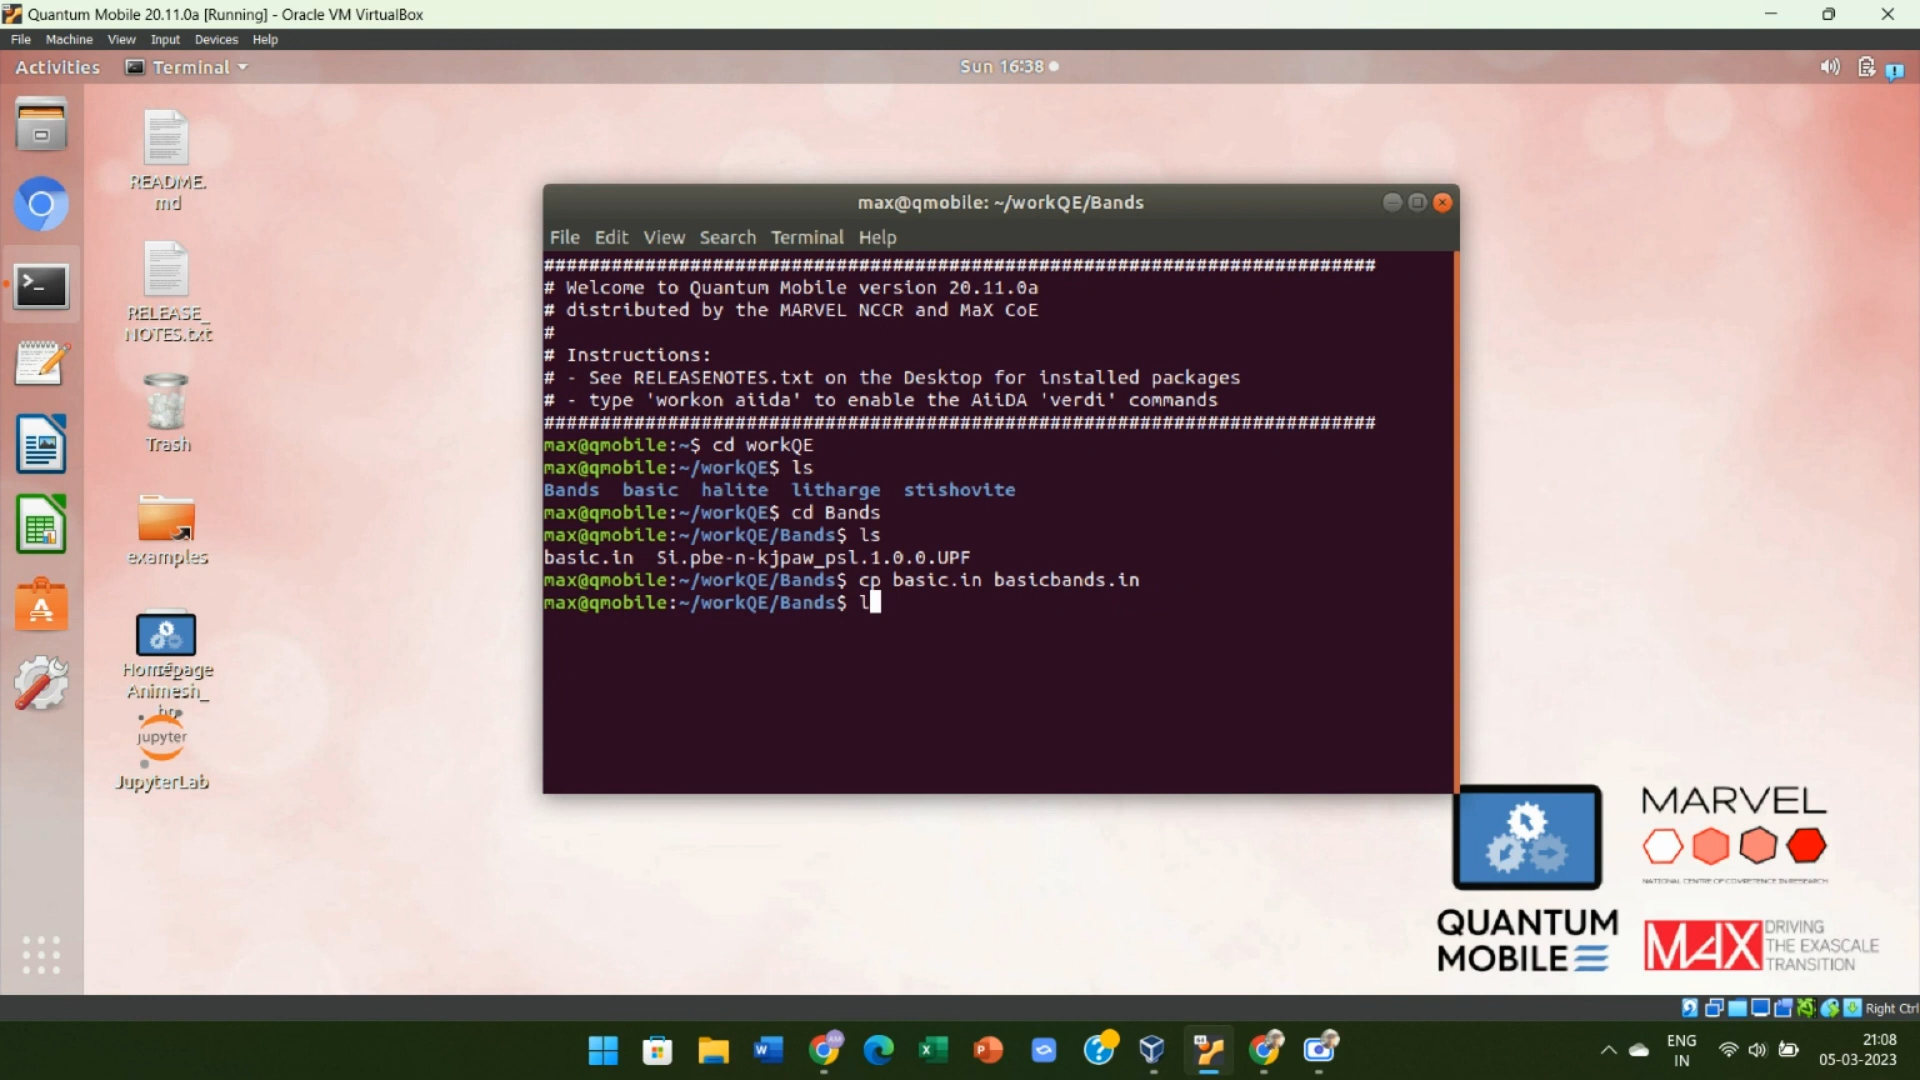 Quantum Mobile 20.11.0a [Running] - Oracle VM VirtualBox
File Machine View Input Devices Help
Activities Terminal Sun 16:38
README.
md
RELEASE_
NOTES.txt
Trash
examples
Homepage
Animesh_
bp
jupyter
JupyterLab
max@qmobile: ~/workQE/Bands
File Edit View Search Terminal Help
##########################################################################
# Welcome to Quantum Mobile version 20.11.0a
# distributed by the MARVEL NCCR and MaX CoE
#
# Instructions:
# - See RELEASENOTES.txt on the Desktop for installed packages
# - type 'workon aiida' to enable the AiiDA 'verdi' commands
##########################################################################
max@qmobile:~$ cd workQE
max@qmobile:~/workQE$ ls
Bands basic halite litharge stishovite
max@qmobile:~/workQE$ cd Bands
max@qmobile:~/workQE/Bands$ ls
basic.in Si.pbe-n-kjpaw_psl.1.0.0.UPF
max@qmobile:~/workQE/Bands$ cp basic.in basicbands.in
max@qmobile:~/workQE/Bands$ l
MARVEL
NATIONAL CENTRE OF COMPETENCE IN RESEARCH
QUANTUM
MOBILE
MAX
DRIVING
THE EXASCALE
TRANSITION
Right Ctrl
ENG
IN
21:08
05-03-2023